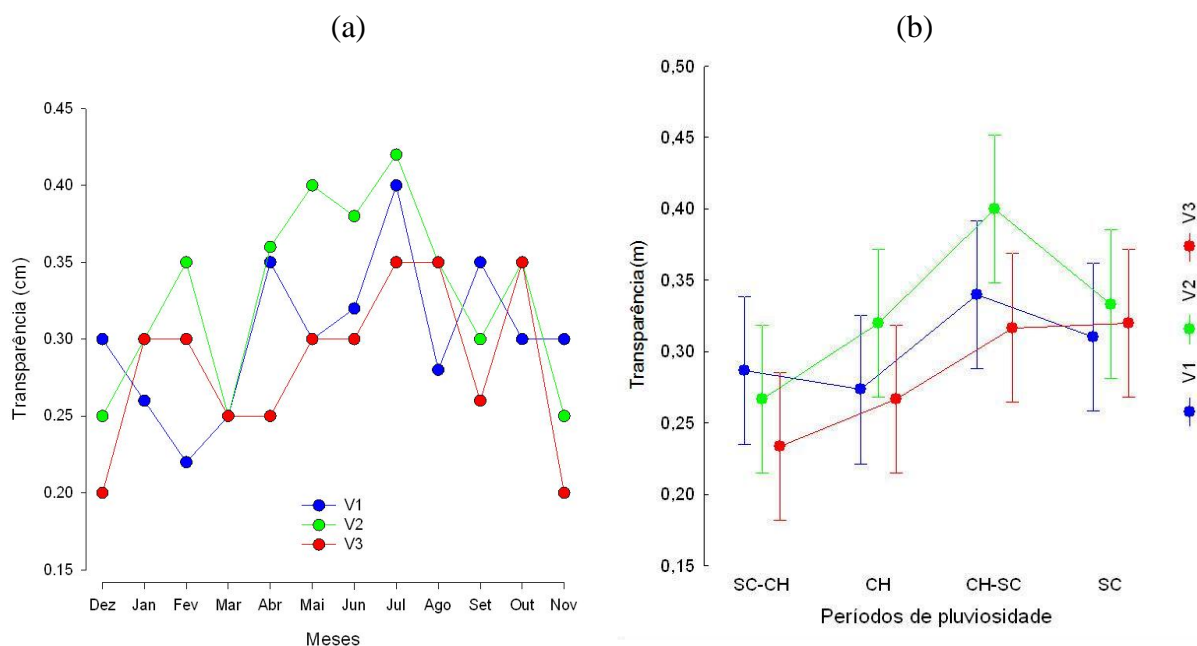 (a)
0.45
0.40
0.35
0.30
0.25
0.20
0.15
Transparência (cm)
V1
V2
V3
Dez Jan Fev Mar Abr Mai Jun Jul Ago Set Out Nov
Meses
(b)
0,50
0,45
0,40
0,35
0,30
0,25
0,20
0,15
Transparência(m)
SC-CH CH CH-SC SC
Períodos de pluviosidade
V1 V2 V3